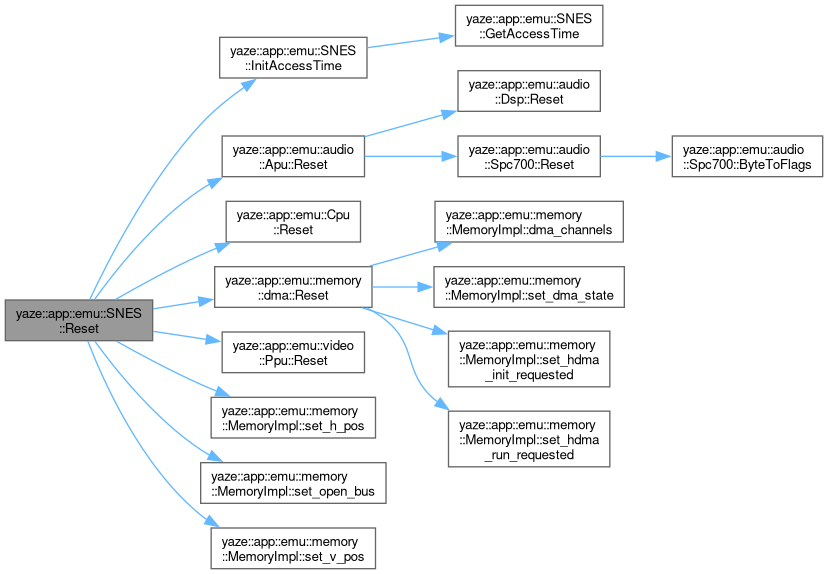 yaze::app::emu::SNES
::Reset
yaze::app::emu::SNES
::InitAccessTime
yaze::app::emu::SNES
::GetAccessTime
yaze::app::emu::audio
::Apu::Reset
yaze::app::emu::audio
::Dsp::Reset
yaze::app::emu::audio
::Spc700::Reset
yaze::app::emu::audio
::Spc700::ByteToFlags
yaze::app::emu::Cpu
::Reset
yaze::app::emu::memory
::dma::Reset
yaze::app::emu::memory
::MemoryImpl::dma_channels
yaze::app::emu::memory
::MemoryImpl::set_dma_state
yaze::app::emu::memory
::MemoryImpl::set_hdma
_init_requested
yaze::app::emu::memory
::MemoryImpl::set_hdma
_run_requested
yaze::app::emu::video
::Ppu::Reset
yaze::app::emu::memory
::MemoryImpl::set_h_pos
yaze::app::emu::memory
::MemoryImpl::set_open_bus
yaze::app::emu::memory
::MemoryImpl::set_v_pos